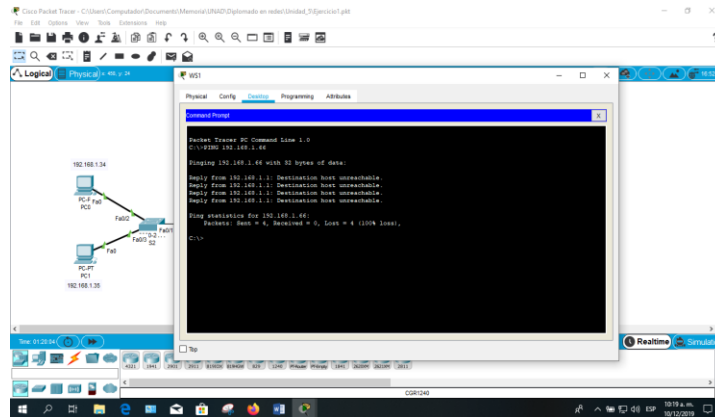 Cisco Packet Tracer - C:\Users\Computador\Documents\Memoria\UNAD\Diplomado en redes\Unidad_3\Ejercicio1.pkt
File Edit Options View Tools Extensions Help
Logical
Physical
WS1
Physical Config Desktop Programming Attributes
Command Prompt
X
Packet Tracer PC Command Line 1.0
C:\>PING 192.168.1.66
Pinging 192.168.1.66 with 32 bytes of data:
Reply from 192.168.1.1: Destination host unreachable.
Reply from 192.168.1.1: Destination host unreachable.
Reply from 192.168.1.1: Destination host unreachable.
Reply from 192.168.1.1: Destination host unreachable.
Ping statistics for 192.168.1.66:
Packets: Sent = 4, Received = 0, Lost = 4 (100% loss),
C:\>
192.168.1.34
Fa0
PC0
Fa0/2
Fa0/1
Fa0/3
S2
Fa0
PC-PT
PC1
192.168.1.35
Top
Time: 01:28:54
Realtime
CGR1240
ESP
10:19 a. m.
10/12/2019